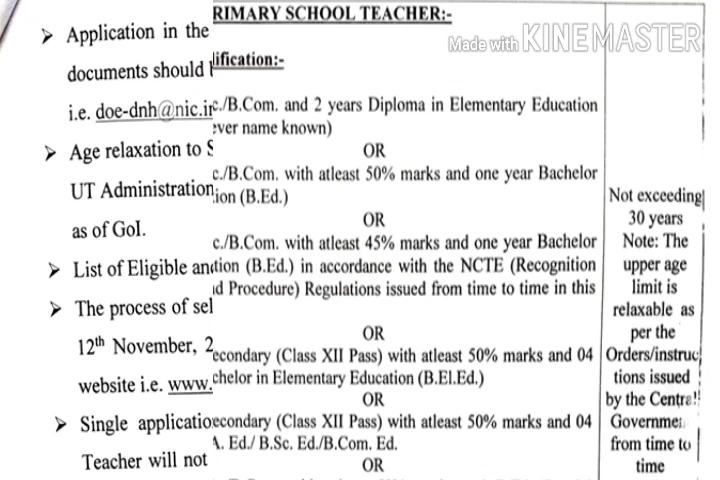 ➤ Application in the
documents should
i.e. doe-dnh@nic.in
➤ Age relaxation to S
UT Administration
as of GoI.
➤ List of Eligible an
➤ The process of sel
12th November, 2
website i.e. www.
➤ Single applicatio
Teacher will not
RIMARY SCHOOL TEACHER:-
lification:-
c./B.Com. and 2 years Diploma in Elementary Education
ever name known)
OR
c./B.Com. with atleast 50% marks and one year Bachelor
tion (B.Ed.)
OR
c./B.Com. with atleast 45% marks and one year Bachelor
tion (B.Ed.) in accordance with the NCTE (Recognition
d Procedure) Regulations issued from time to time in this
OR
econdary (Class XII Pass) with atleast 50% marks and 04
chelor in Elementary Education (B.El.Ed.)
OR
econdary (Class XII Pass) with atleast 50% marks and 04
A. Ed./ B.Sc. Ed./B.Com. Ed.
OR
Not exceeding
30 years
Note: The
upper age
limit is
relaxable as
per the
Orders/instruc
tions issued
by the Central
Governmen
from time to
time
Made with KINEMASTER